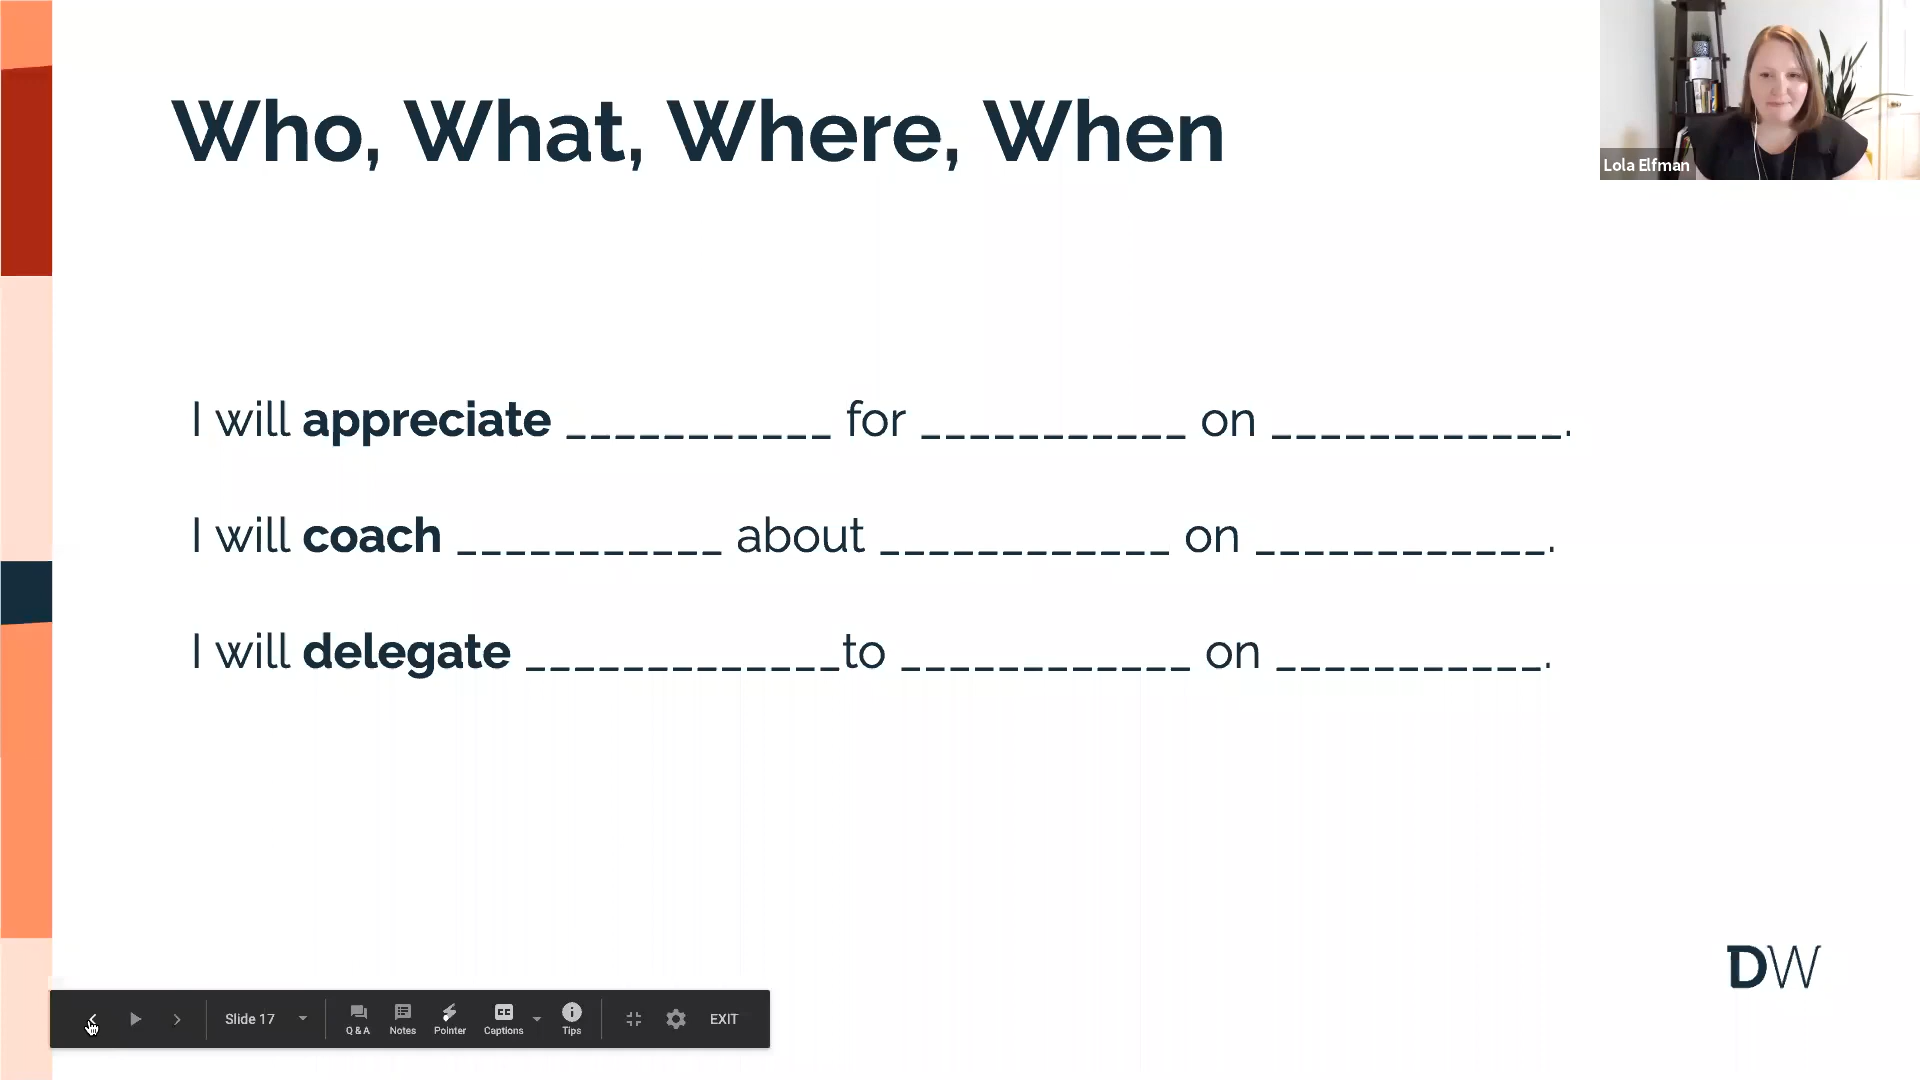 Who, What, Where, When
Lola Elfman
I will appreciate ___________ for ___________ on ____________.
I will coach ___________ about ____________ on ____________.
I will delegate _____________to ____________ on ___________.
DW
Slide 17
Q & A
Notes
Pointer
CC
Captions
Tips
EXIT